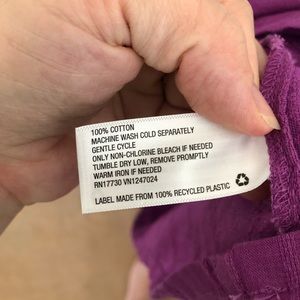 100% COTTON
MACHINE WASH COLD SEPARATELY
GENTLE CYCLE
ONLY NON-CHLORINE BLEACH IF NEEDED
TUMBLE DRY LOW, REMOVE PROMPTLY
WARM IRON IF NEEDED
RN17730 VN1247024
LABEL MADE FROM 100% RECYCLED PLASTIC